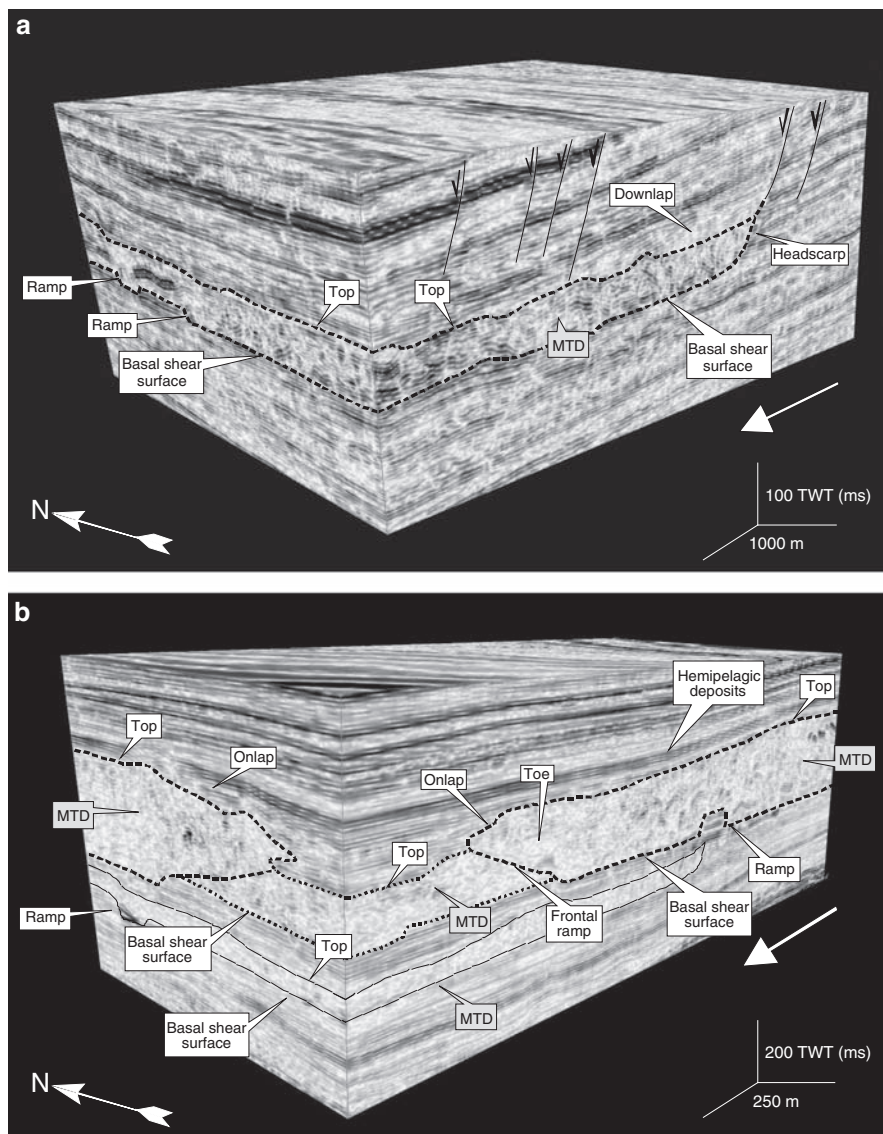 a
Downlap
Headscarp
Ramp
Top
Top
Ramp
MTD
Basal shear
surface
Basal shear
surface
N
100 TWT (ms)
1000 m
b
Hemipelagic
deposits
Top
Top
Onlap
Onlap
Toe
MTD
MTD
Top
Ramp
Ramp
MTD
Frontal
ramp
Basal shear
surface
Basal shear
surface
Top
MTD
Basal shear
surface
N
200 TWT (ms)
250 m